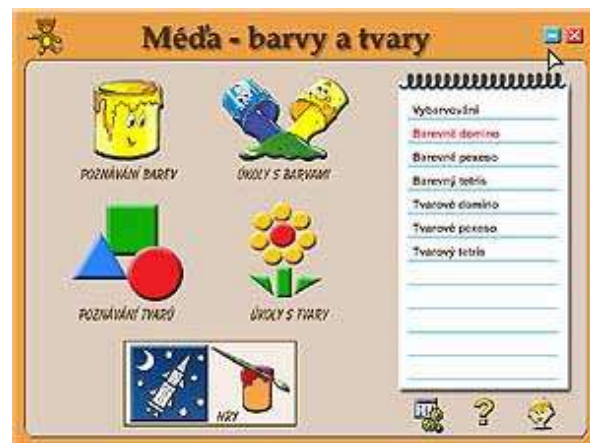 Méďa - barvy a tvary
POZNÁVÁNÍ BAREV
ÚKOLY S BARVAMI
POZNÁVÁNÍ TVARŮ
ÚKOLY S TVARY
HRY
Vybarvování
Barevné domino
Barevné pexeso
Barevný tetris
Tvarové domino
Tvarové pexeso
Tvarový tetris